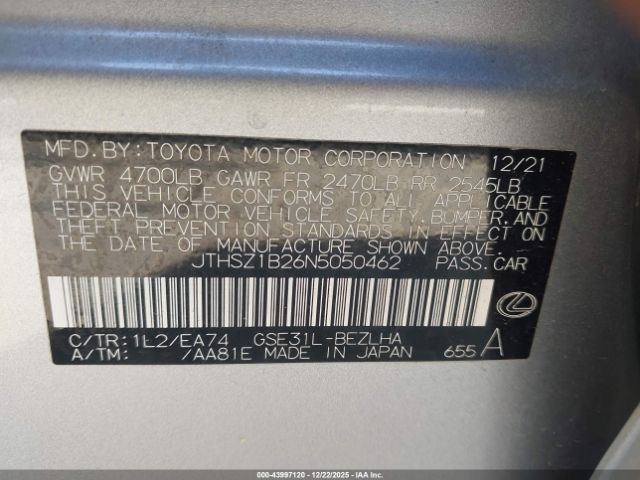 MFD.BY:TOYOTA MOTOR CORPORATION 12/21
GVWR 4700LB GAWR FR 2470LB RR 2545LB
THIS VEHICLE CONFORMS TO ALL APPLICABLE
FEDERAL MOTOR VEHICLE SAFETY,BUMPER,AND
THEFT PREVENTION STANDARDS IN EFFECT ON
THE DATE OF MANUFACTURE SHOWN ABOVE.
JTHSZ1B26N5050462 PASS.CAR
C/TR:1L2/EA74 GSE31L-BEZLHA
A/TM: /AA81E MADE IN JAPAN 655 A
000-43997120 - 12/22/2025 - IAA Inc.